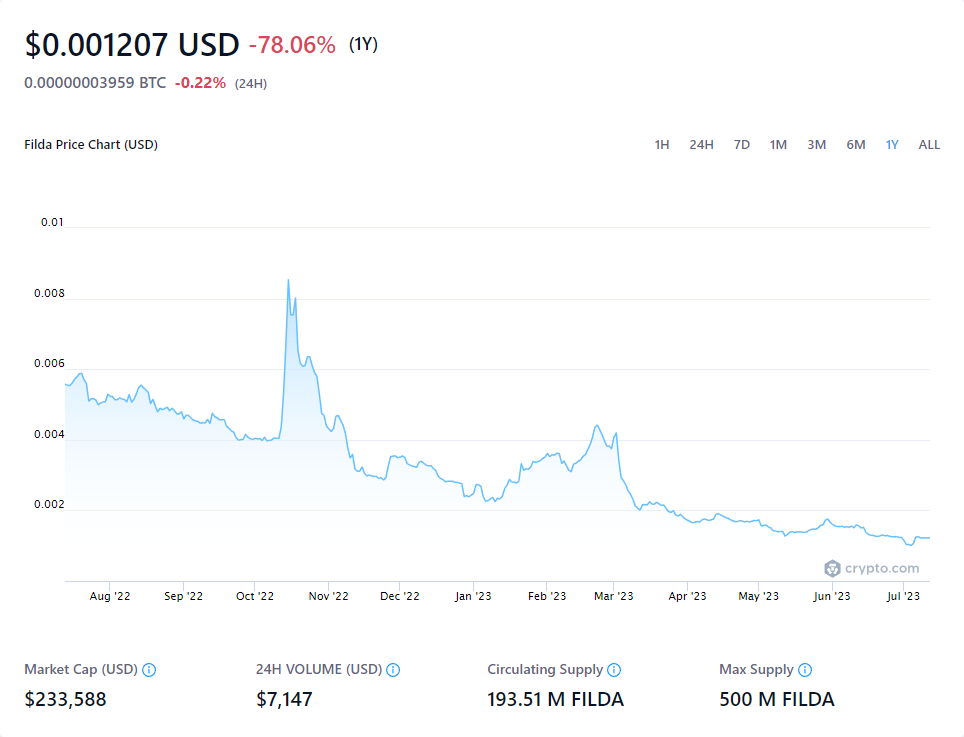 $0.001207 USD -78.06% (1Y)
0.00000003959 BTC -0.22% (24H)
Filda Price Chart (USD) 1H 24H 7D 1M 3M 6M 1Y ALL
0.01
0.008
0.006
0.004
0.002
crypto.com
Aug '22 Sep '22 Oct '22 Nov '22 Dec '22 Jan '23 Feb '23 Mar '23 Apr '23 May '23 Jun '23 Jul '23
Market Cap (USD) 24H VOLUME (USD) Circulating Supply Max Supply
$233,588 $7,147 193.51 M FILDA 500 M FILDA